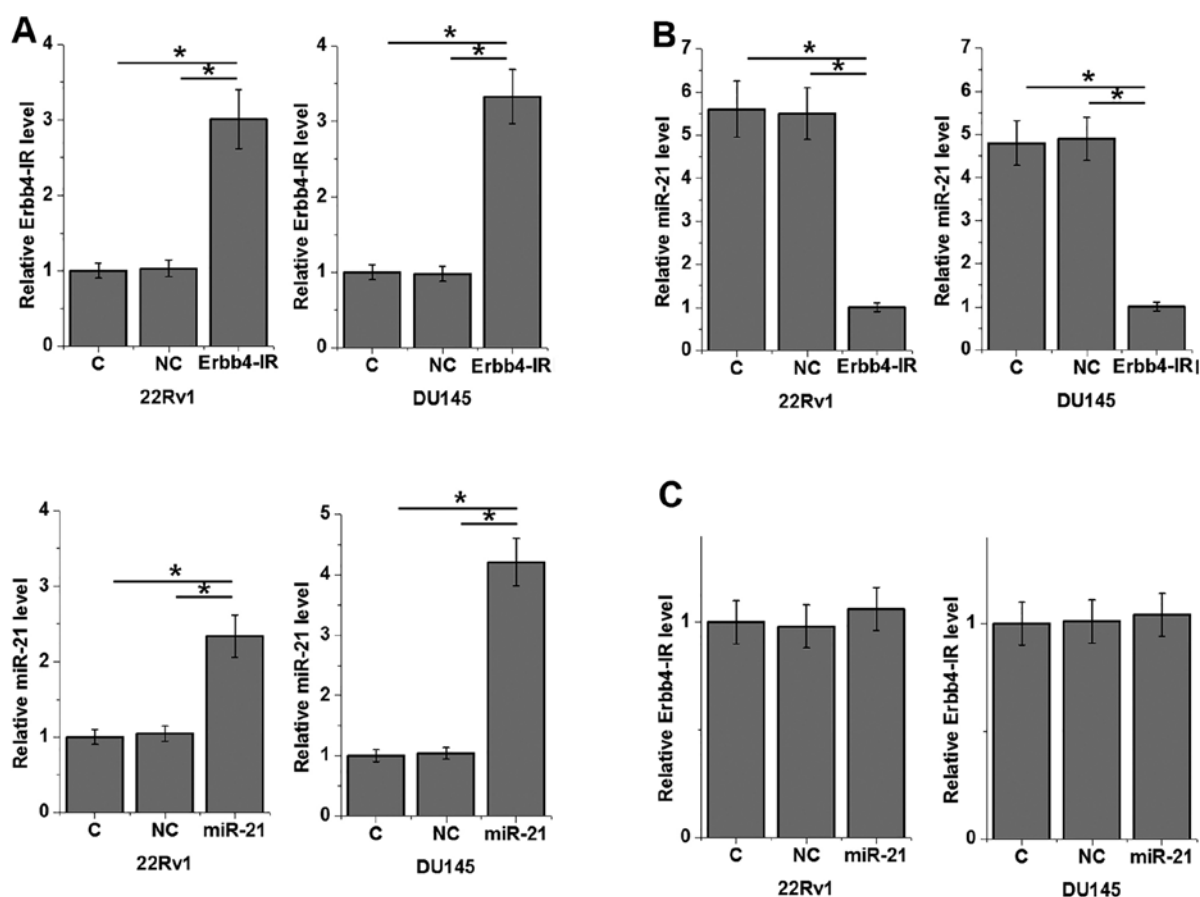 A
Relative Erbb4-IR level
4
3
2
1
0
*
*
C NC Erbb4-IR
22Rv1
Relative Erbb4-IR level
4
3
2
1
0
*
*
C NC Erbb4-IR
DU145
B
Relative miR-21 level
7
6
5
4
3
2
1
0
*
*
C NC Erbb4-IR
22Rv1
Relative miR-21 level
7
6
5
4
3
2
1
0
*
*
C NC Erbb4-IR
DU145
Relative miR-21 level
4
3
2
1
0
*
*
C NC miR-21
22Rv1
Relative miR-21 level
5
4
3
2
1
0
*
*
C NC miR-21
DU145
C
Relative Erbb4-IR level
1
0
C NC miR-21
22Rv1
Relative Erbb4-IR level
1
0
C NC miR-21
DU145